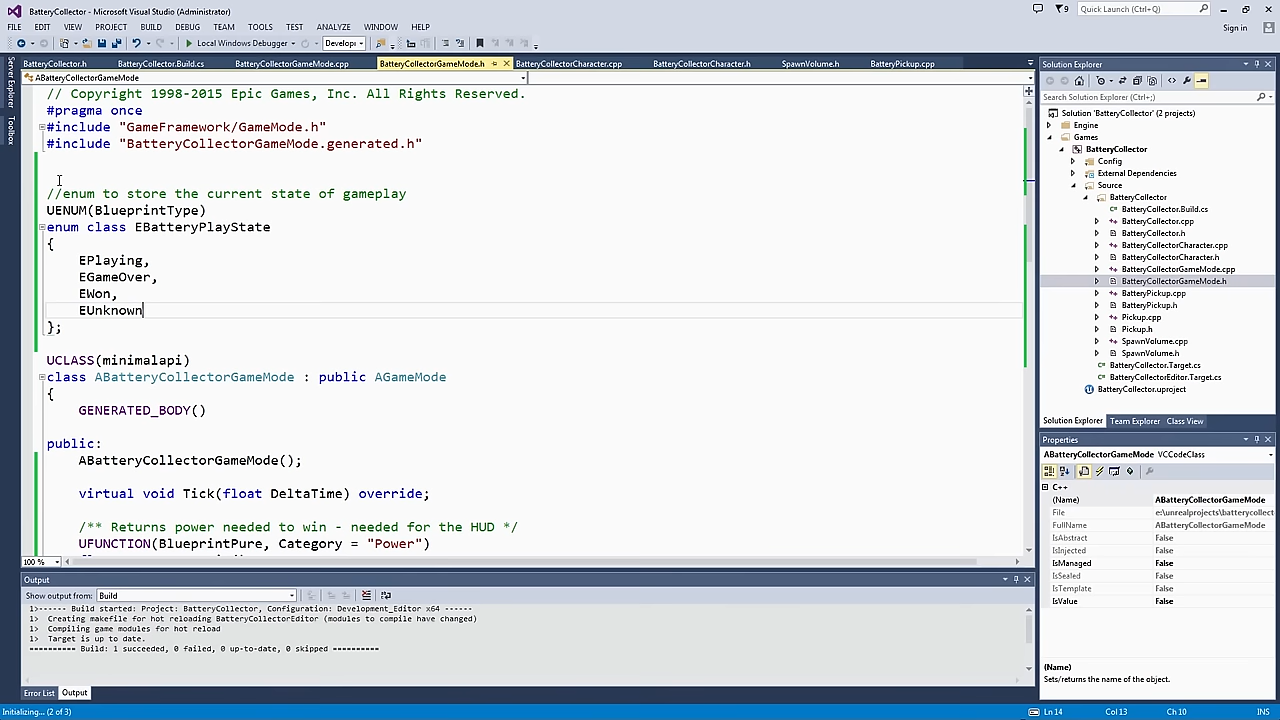 BatteryCollector - Microsoft Visual Studio (Administrator)
9
Quick Launch (Ctrl+;)
FILE EDIT VIEW PROJECT BUILD DEBUG TEAM TOOLS TEST ANALYZE WINDOW HELP
Sign in
Local Windows Debugger
Develop
Server Explorer
Toolbox
BatteryCollector.h BatteryCollector.Build.cs BatteryCollectorGameMode.cpp BatteryCollectorGameMode.h BatteryCollectorCharacter.cpp BatteryCollectorCharacter.h SpawnVolume.h BatteryPickup.cpp
ABatteryCollectorGameMode
// Copyright 1998-2015 Epic Games, Inc. All Rights Reserved.
#pragma once
#include "GameFramework/GameMode.h"
#include "BatteryCollectorGameMode.generated.h"
//enum to store the current state of gameplay
UENUM(BlueprintType)
enum class EBatteryPlayState
{
EPlaying,
EGameOver,
EWon,
EUnknown
};
UCLASS(minimalapi)
class ABatteryCollectorGameMode : public AGameMode
{
GENERATED_BODY()
public:
ABatteryCollectorGameMode();
virtual void Tick(float DeltaTime) override;
/** Returns power needed to win - needed for the HUD */
UFUNCTION(BlueprintPure, Category = "Power")
100 %
Output
Show output from: Build
1>------ Build started: Project: BatteryCollector, Configuration: Development_Editor x64 ------
1> Creating makefile for hot reloading BatteryCollectorEditor (modules to compile have changed)
1> Compiling game modules for hot reload
1> Target is up to date.
========== Build: 1 succeeded, 0 failed, 0 up-to-date, 0 skipped ==========
Error List Output
Solution Explorer
Search Solution Explorer (Ctrl+;)
Solution 'BatteryCollector' (2 projects)
Engine
Games
BatteryCollector
Config
External Dependencies
Source
BatteryCollector
BatteryCollector.Build.cs
BatteryCollector.cpp
BatteryCollector.h
BatteryCollectorCharacter.cpp
BatteryCollectorCharacter.h
BatteryCollectorGameMode.cpp
BatteryCollectorGameMode.h
BatteryPickup.cpp
BatteryPickup.h
Pickup.cpp
Pickup.h
SpawnVolume.cpp
SpawnVolume.h
BatteryCollector.Target.cs
BatteryCollectorEditor.Target.cs
BatteryCollector.uproject
Solution Explorer Team Explorer Class View
Properties
ABatteryCollectorGameMode VCCodeClass
C++
(Name) ABatteryCollectorGameMode
File e:\unrealprojects\batterycollect
FullName ABatteryCollectorGameMode
IsAbstract False
IsInjected False
IsManaged False
IsSealed False
IsTemplate False
IsValue False
(Name)
Sets/returns the name of the object.
Initializing... (2 of 3)
Ln 14 Col 13 Ch 10 INS